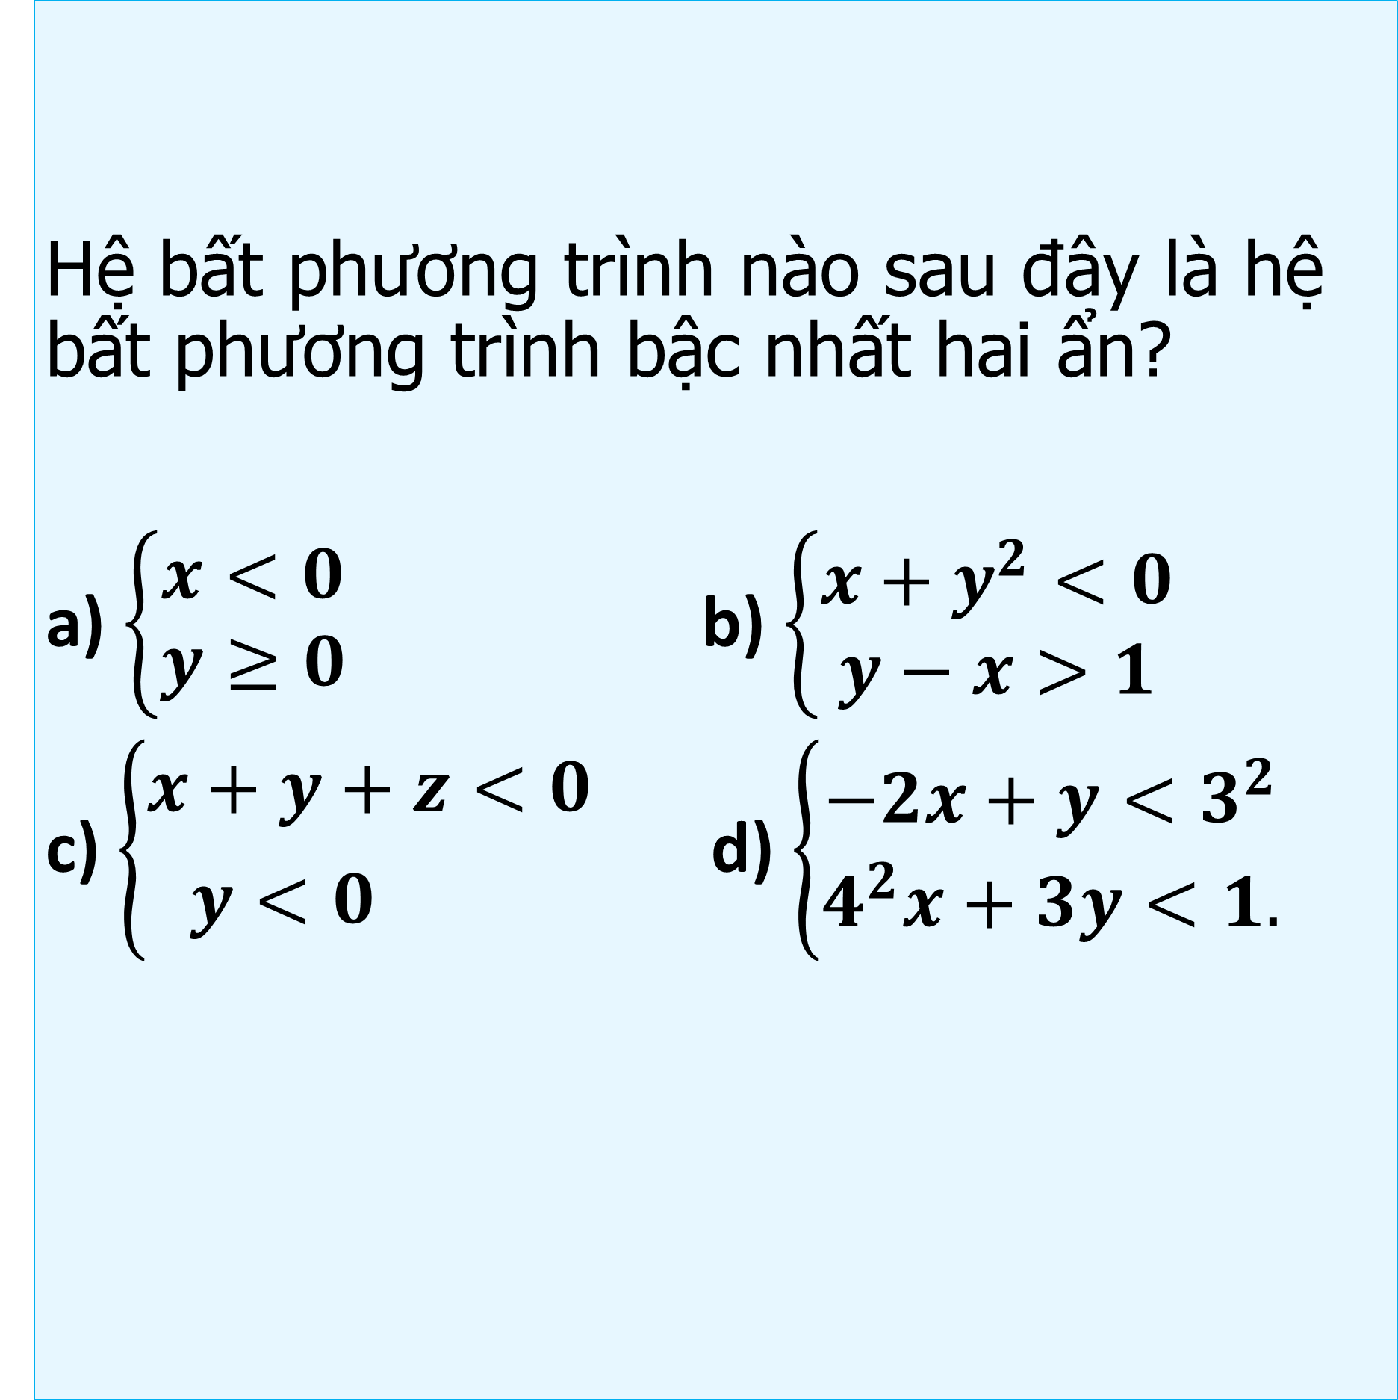 Hệ bất phương trình nào sau đây là hệ
bất phương trình bậc nhất hai ẩn?
a) {x < 0
y ≥ 0
b) {x + y² < 0
y − x > 1
c) {x + y + z < 0
y < 0
d) {−2x + y < 3²
4²x + 3y < 1.